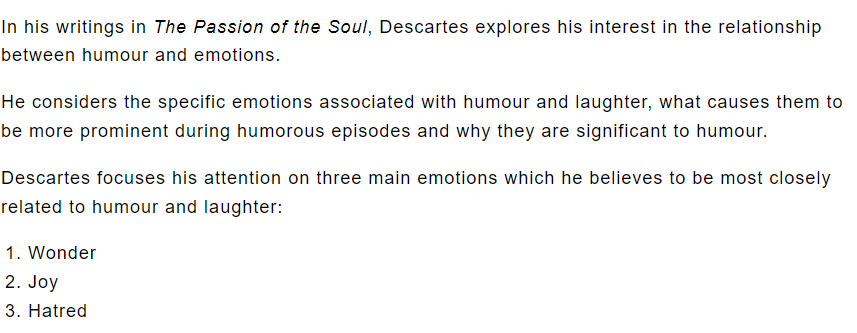 In his writings in The Passion of the Soul, Descartes explores his interest in the relationship
between humour and emotions.
He considers the specific emotions associated with humour and laughter, what causes them to
be more prominent during humorous episodes and why they are significant to humour.
Descartes focuses his attention on three main emotions which he believes to be most closely
related to humour and laughter:
1. Wonder
2. Joy
3. Hatred